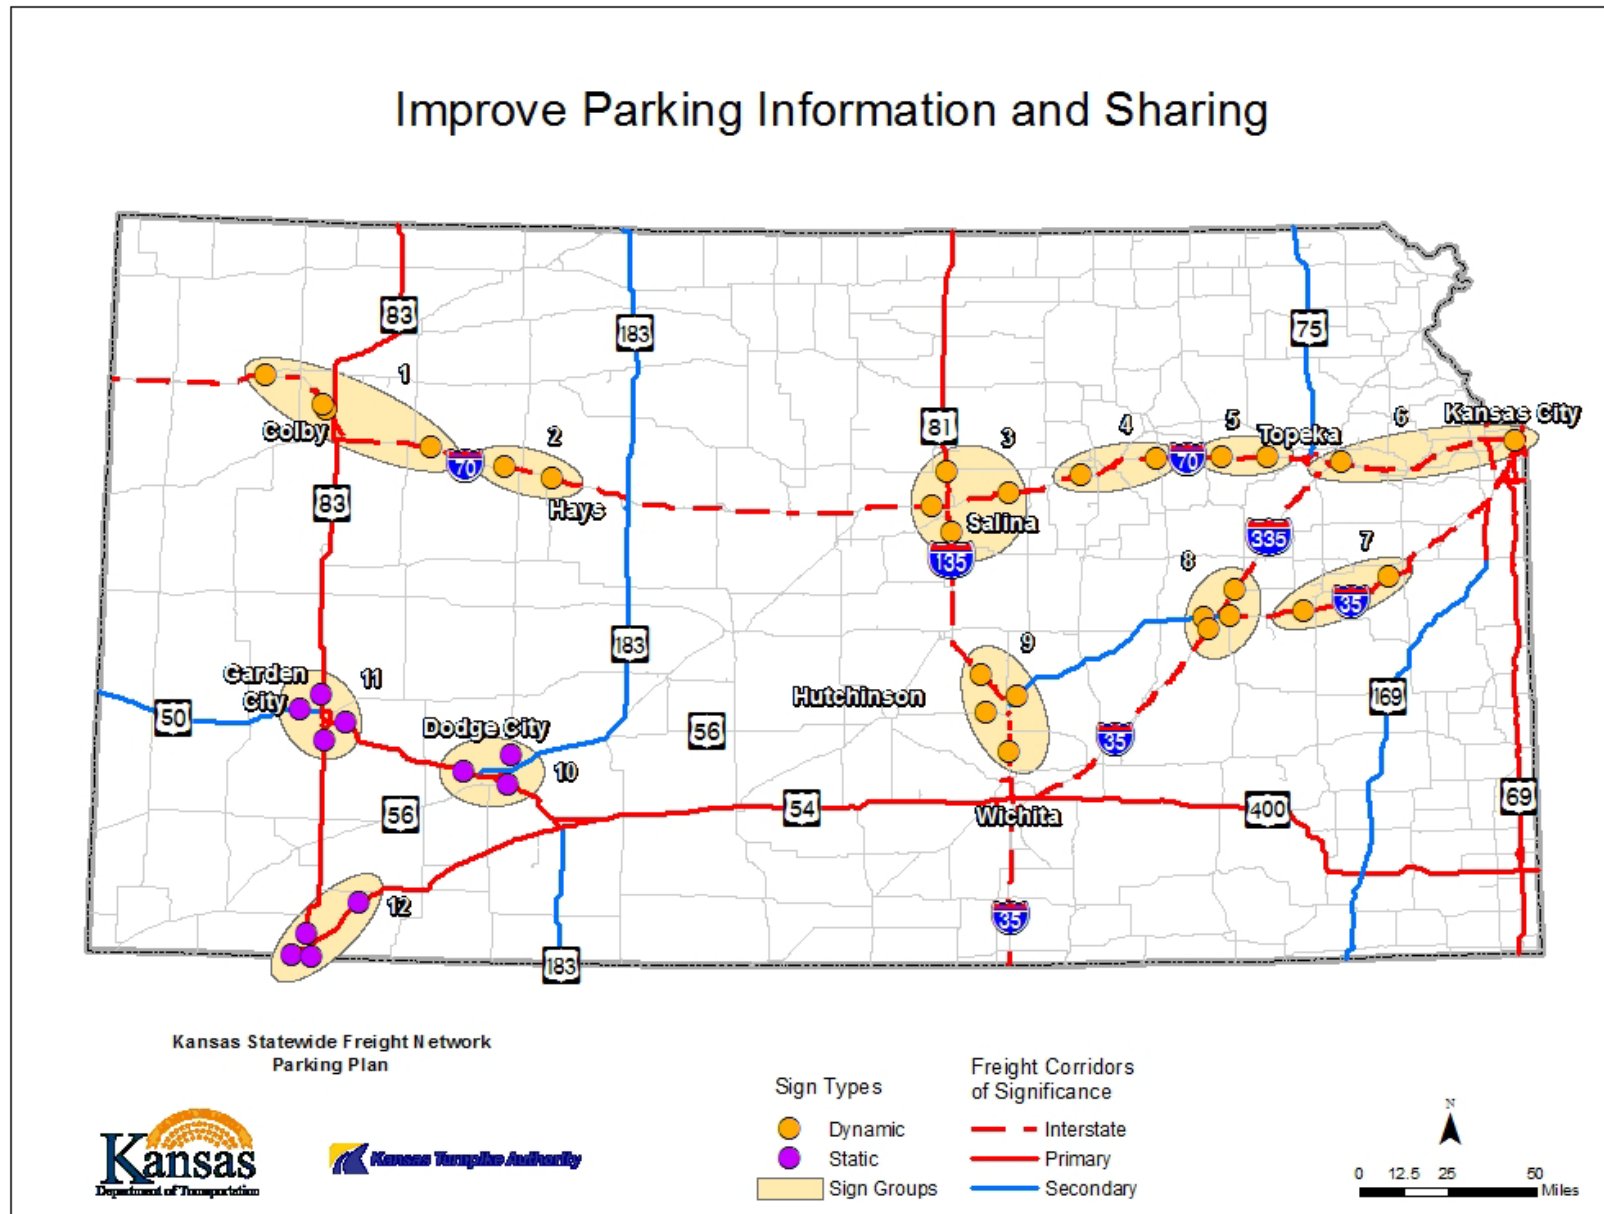 Improve Parking Information and Sharing
83
183
75
1
Colby
70
2
Hays
81
3
Salina
135
4
70
5
Topeka
6
Kansas City
83
335
7
8
35
183
9
Garden
City
11
Hutchinson
50
Dodge City
10
56
169
35
56
54
Wichita
400
69
12
35
183
Kansas Statewide Freight Network
Parking Plan
Kansas
Department of Transportation
Kansas Turnpike Authority
Sign Types
Dynamic
Static
Sign Groups
Freight Corridors
of Significance
Interstate
Primary
Secondary
N
0 12.5 25 50
Miles